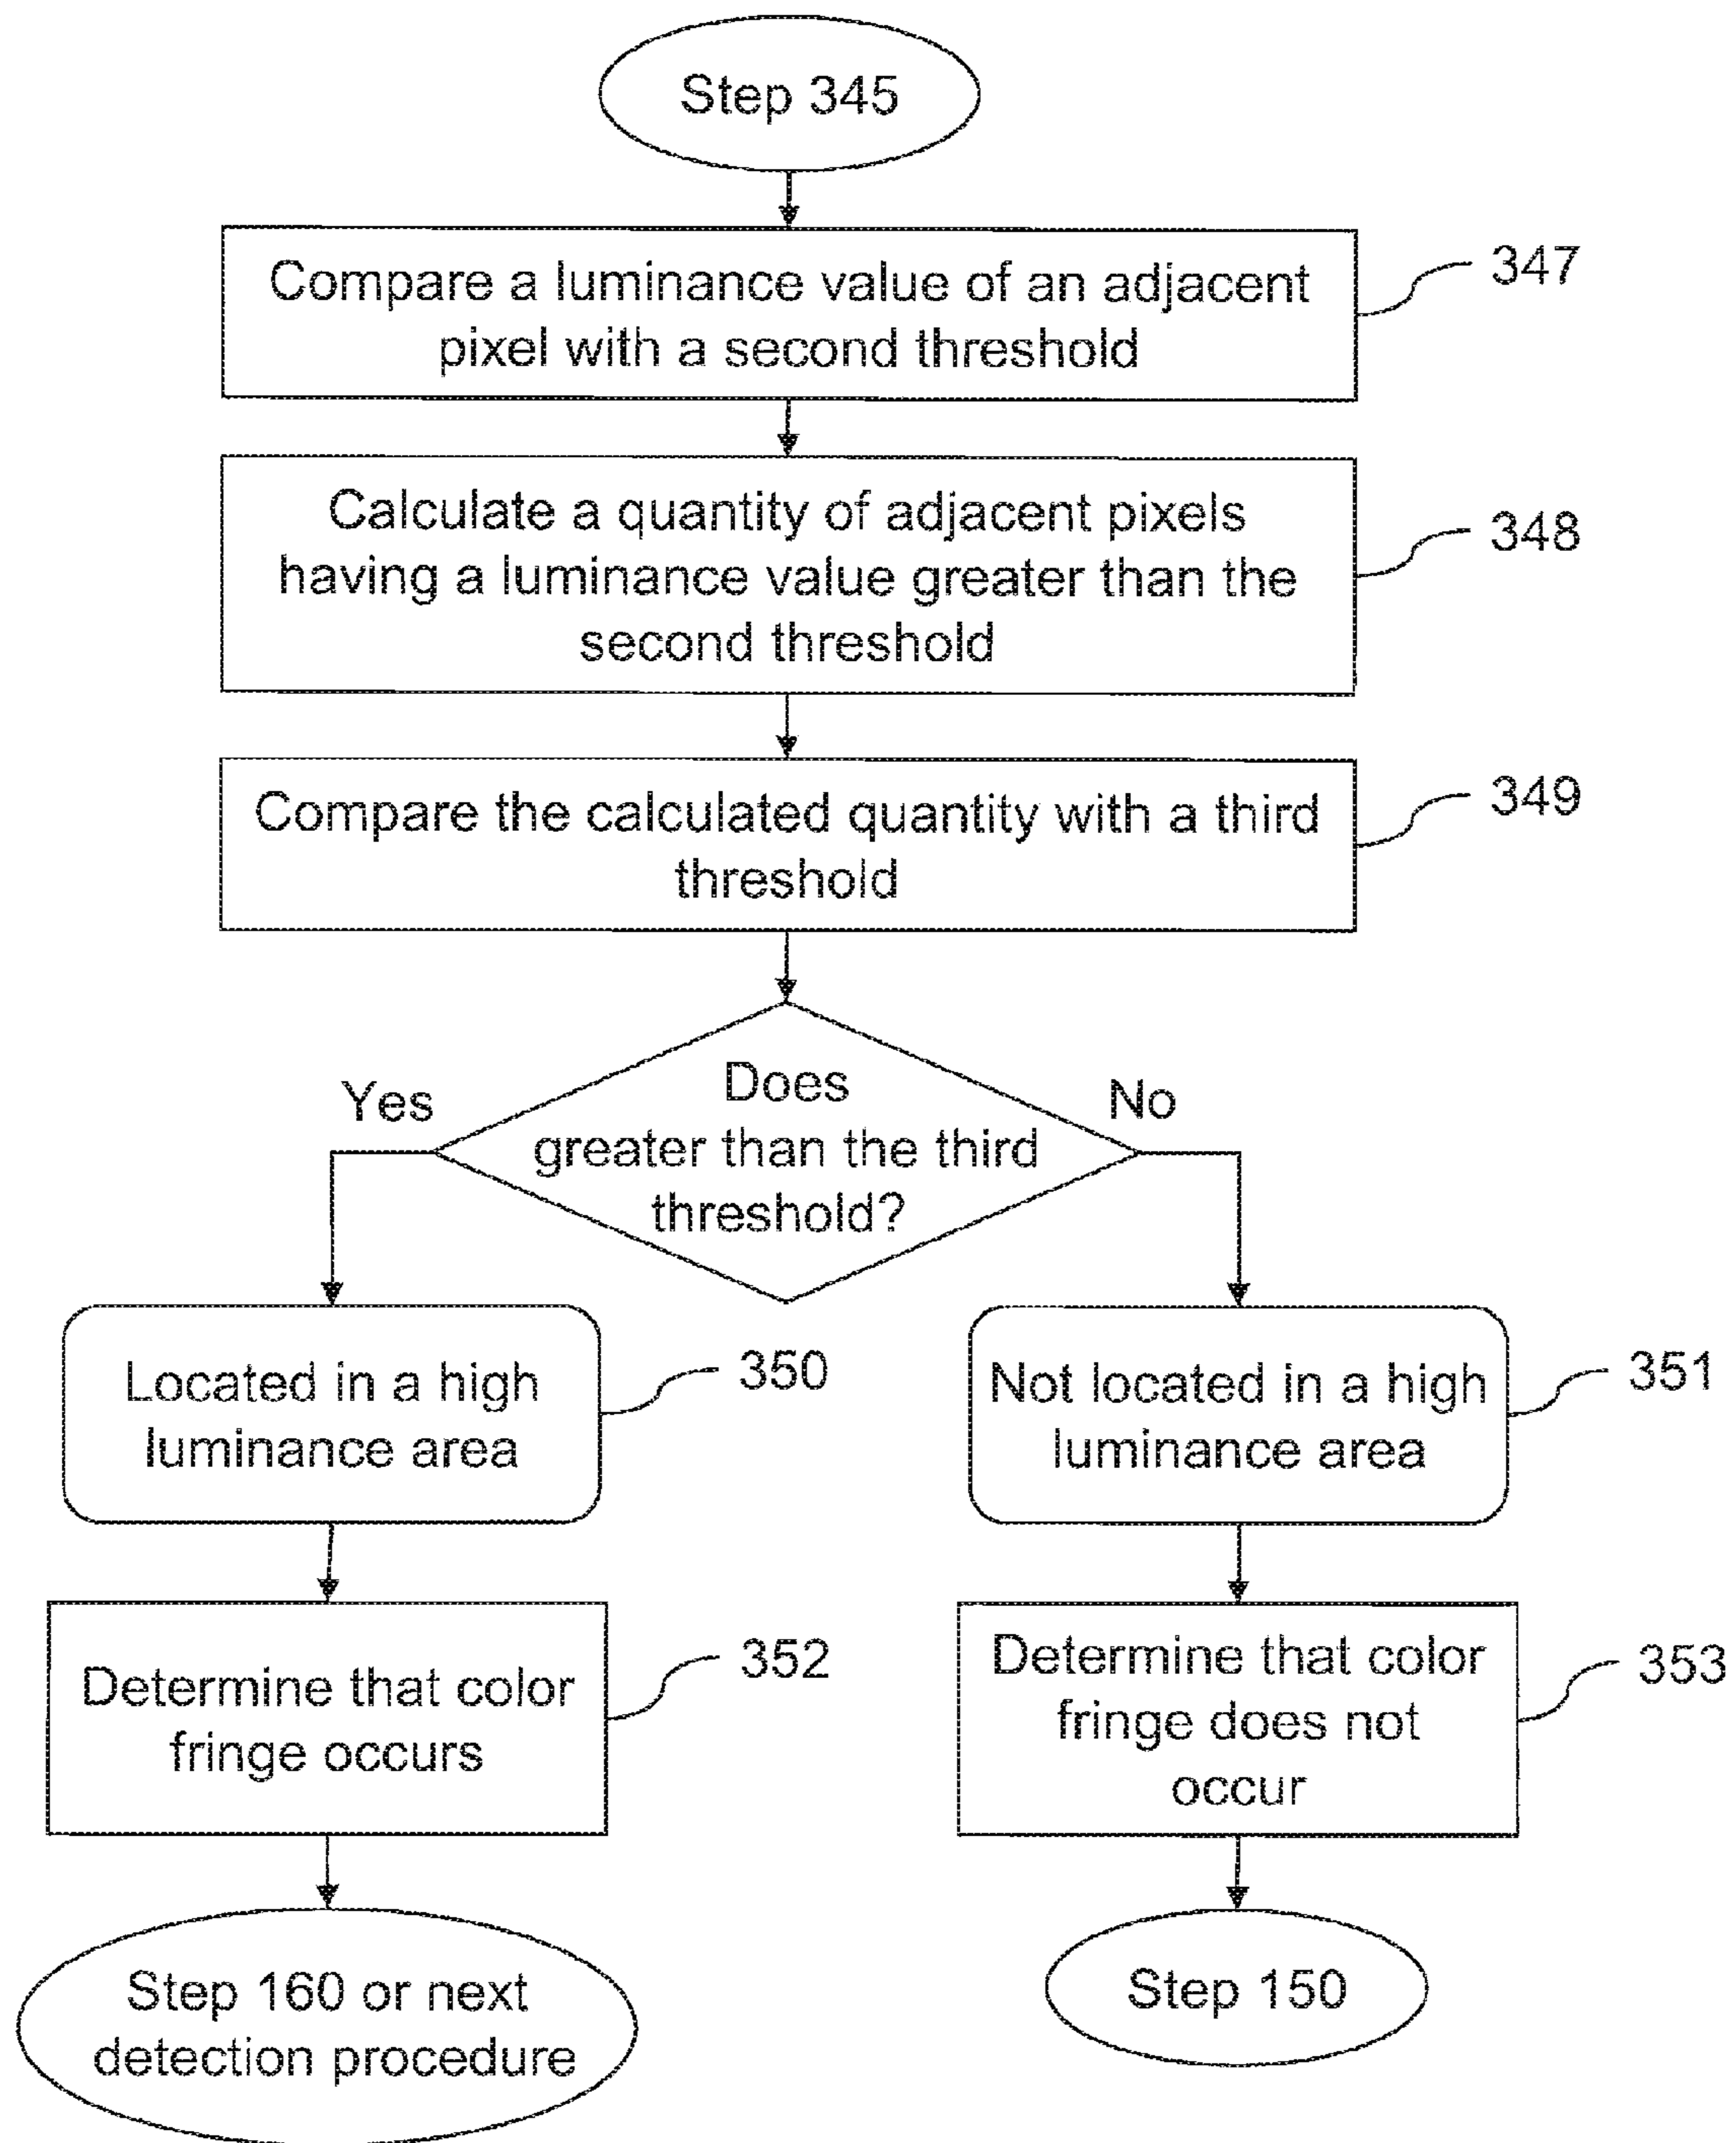 Step 345
Compare a luminance value of an adjacent
pixel with a second threshold
347
Calculate a quantity of adjacent pixels
having a luminance value greater than the
second threshold
348
Compare the calculated quantity with a third
threshold
349
Does
greater than the third
threshold?
Yes
No
Located in a high
luminance area
350
Not located in a high
luminance area
351
Determine that color
fringe occurs
352
Determine that color
fringe does not
occur
353
Step 160 or next
detection procedure
Step 150